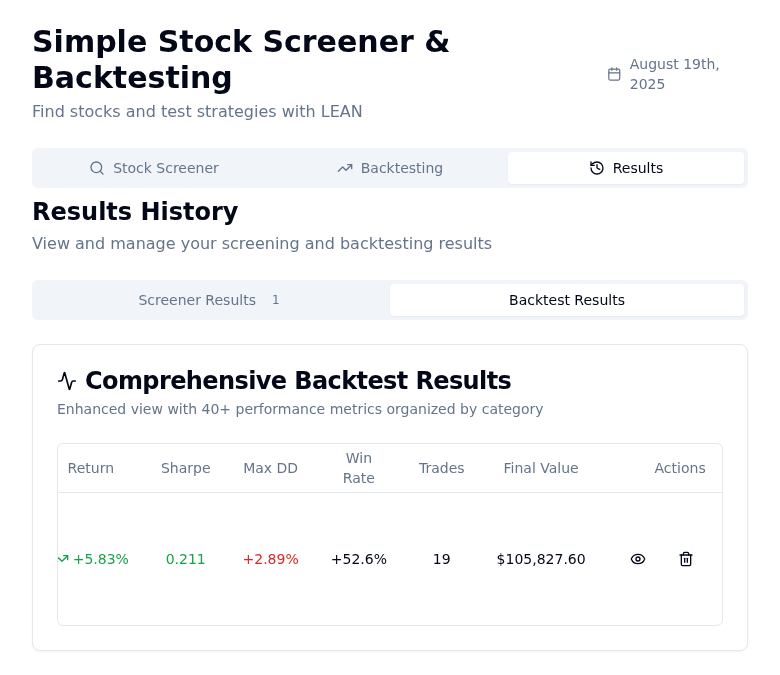 Simple Stock Screener &
Backtesting
August 19th,
2025
Find stocks and test strategies with LEAN
Stock Screener
Backtesting
Results
Results History
View and manage your screening and backtesting results
Screener Results 1
Backtest Results
Comprehensive Backtest Results
Enhanced view with 40+ performance metrics organized by category
Return Sharpe Max DD Win Rate Trades Final Value Actions
+5.83% 0.211 +2.89% +52.6% 19 $105,827.60